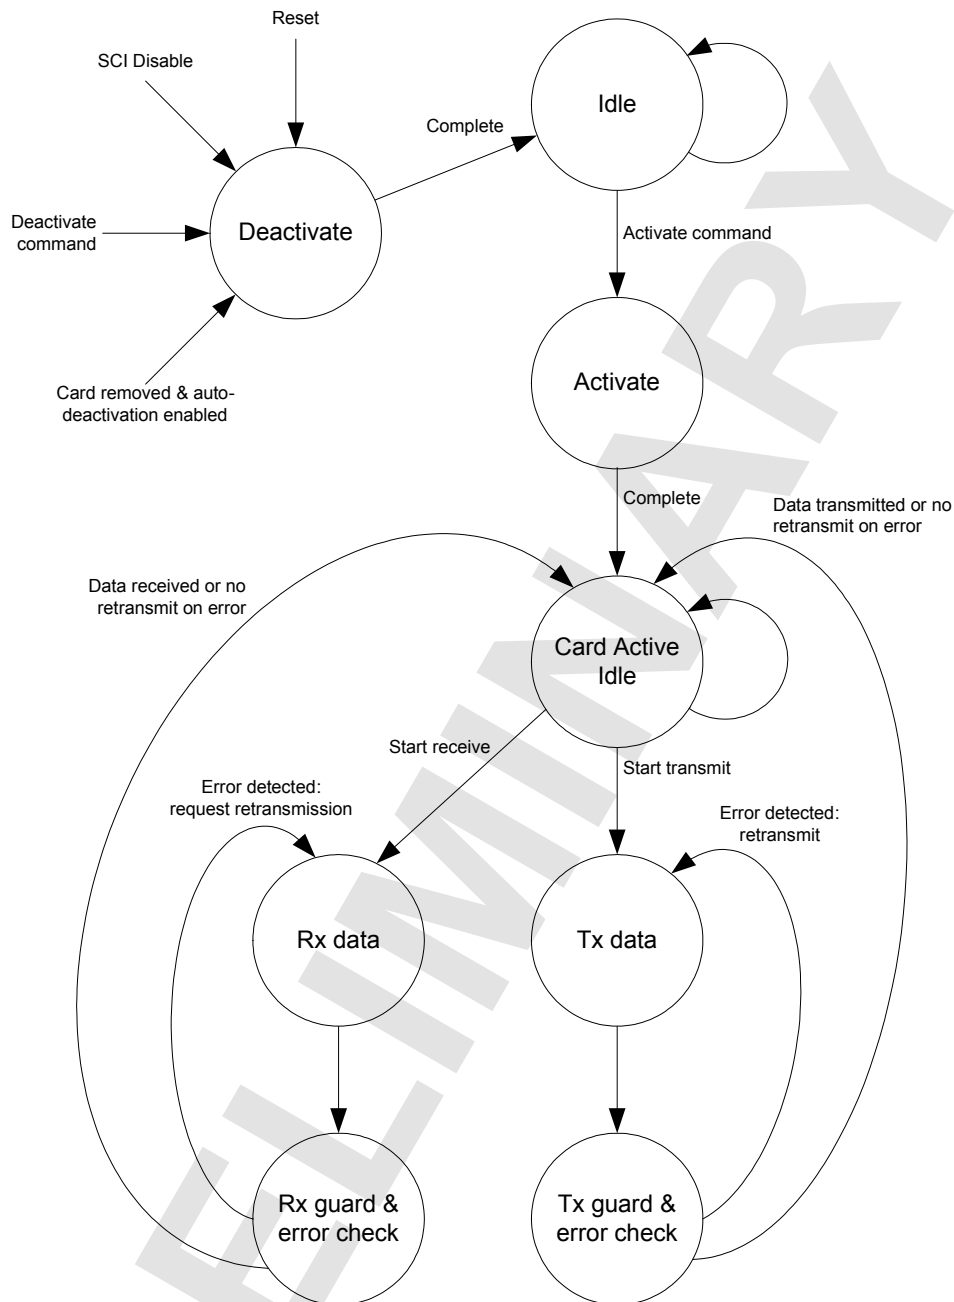 Reset
SCI Disable
Idle
Complete
Deactivate
command
Deactivate
Activate command
Card removed & auto-
deactivation enabled
Activate
Complete
Data transmitted or no
retransmit on error
Data received or no
retransmit on error
Card Active
Idle
Start receive
Start transmit
Error detected:
request retransmission
Error detected:
retransmit
Rx data
Tx data
Rx guard &
error check
Tx guard &
error check
ELIMINARY